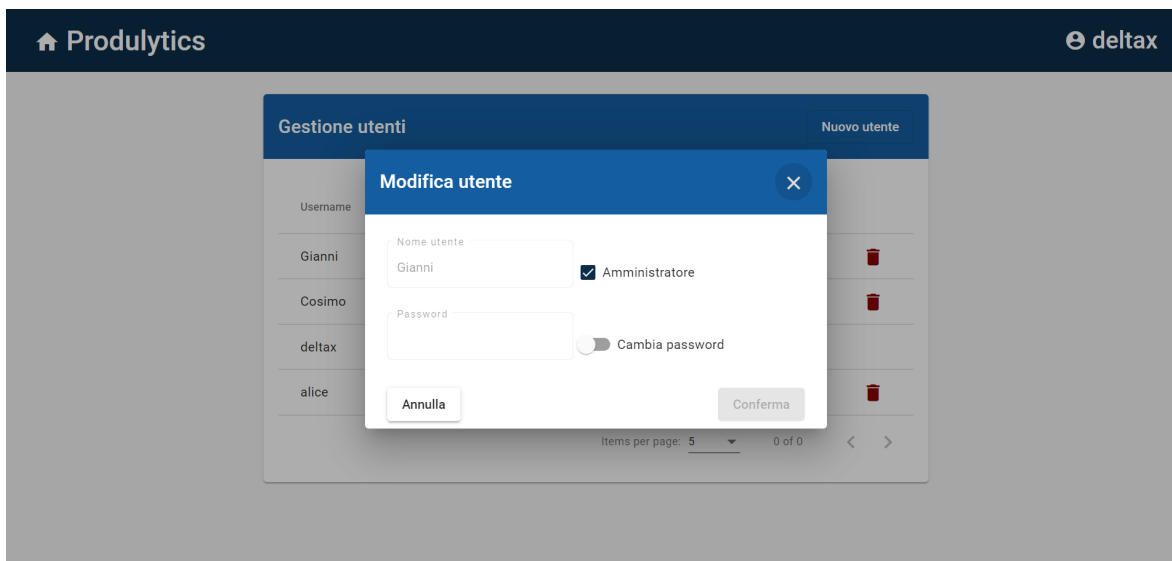 Produlytics
deltax
Gestione utenti
Nuovo utente
Modifica utente
Username
Nome utente
Gianni
Gianni
Amministratore
Cosimo
Password
deltax
Cambia password
alice
Annulla
Conferma
Items per page: 5
0 of 0